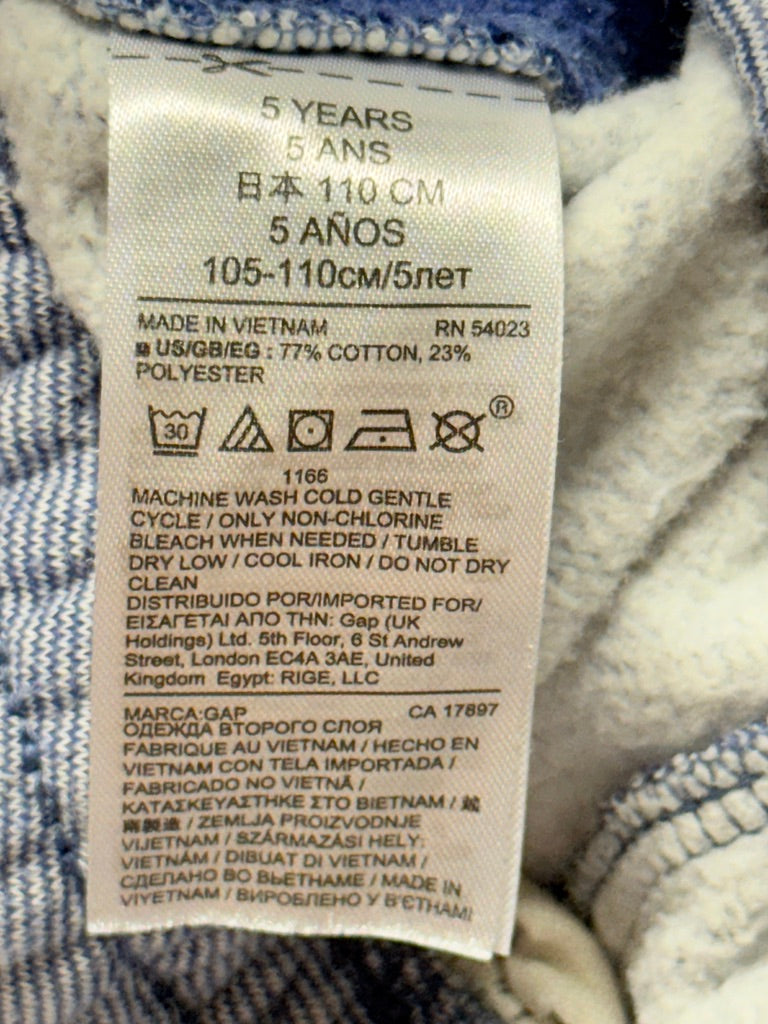 5 YEARS
5 ANS
日本 110 CM
5 AÑOS
105-110см/5лет
MADE IN VIETNAM RN 54023
US/GB/EG : 77% COTTON, 23%
POLYESTER
30 ®
1166
MACHINE WASH COLD GENTLE
CYCLE / ONLY NON-CHLORINE
BLEACH WHEN NEEDED / TUMBLE
DRY LOW / COOL IRON / DO NOT DRY
CLEAN
DISTRIBUIDO POR/IMPORTED FOR/
ΕΙΣΑΓΕΤΑΙ ΑΠΟ ΤΗΝ: Gap (UK
Holdings) Ltd. 5th Floor, 6 St Andrew
Street, London EC4A 3AE, United
Kingdom Egypt: RIGE, LLC
MARCA:GAP CA 17897
ОДЕЖДА ВТОРОГО СЛОЯ
FABRIQUE AU VIETNAM / HECHO EN
VIETNAM CON TELA IMPORTADA /
FABRICADO NO VIETNÃ /
ΚΑΤΑΣΚΕΥΑΣΤΗΚΕ ΣΤΟ ΒΙΕΤΝΑΜ / 越
南製造 / ZEMLJA PROIZVODNJE
VIJETNAM / SZÁRMAZÁSI HELY:
VIETNÁM / DIBUAT DI VIETNAM /
СДЕЛАНО ВО ВЬЕТНАМЕ / MADE IN
VIYETNAM / ВИРОБЛЕНО У В'ЄТНАМІ